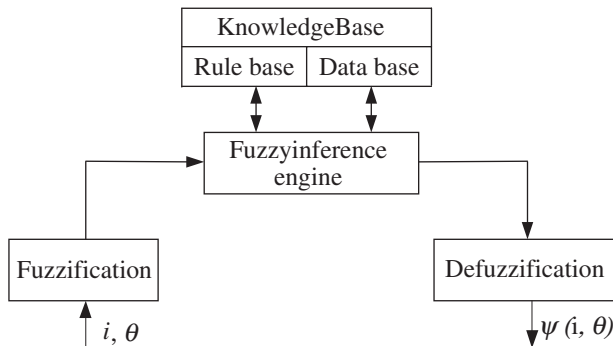 KnowledgeBase
Rule base
Data base
Fuzzyinference
engine
Fuzzification
Defuzzification
i, θ
ψ (i, θ)